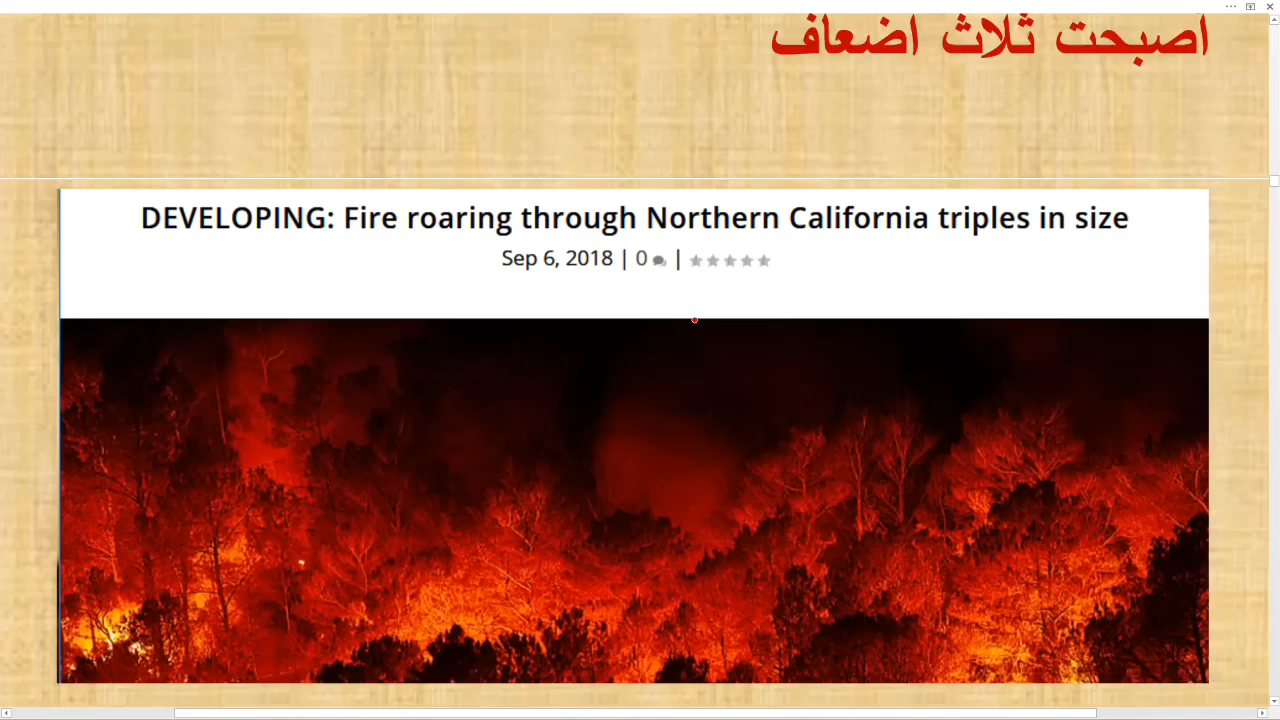 اصبحت ثلاث اضعاف
DEVELOPING: Fire roaring through Northern California triples in size
Sep 6, 2018 | 0 |